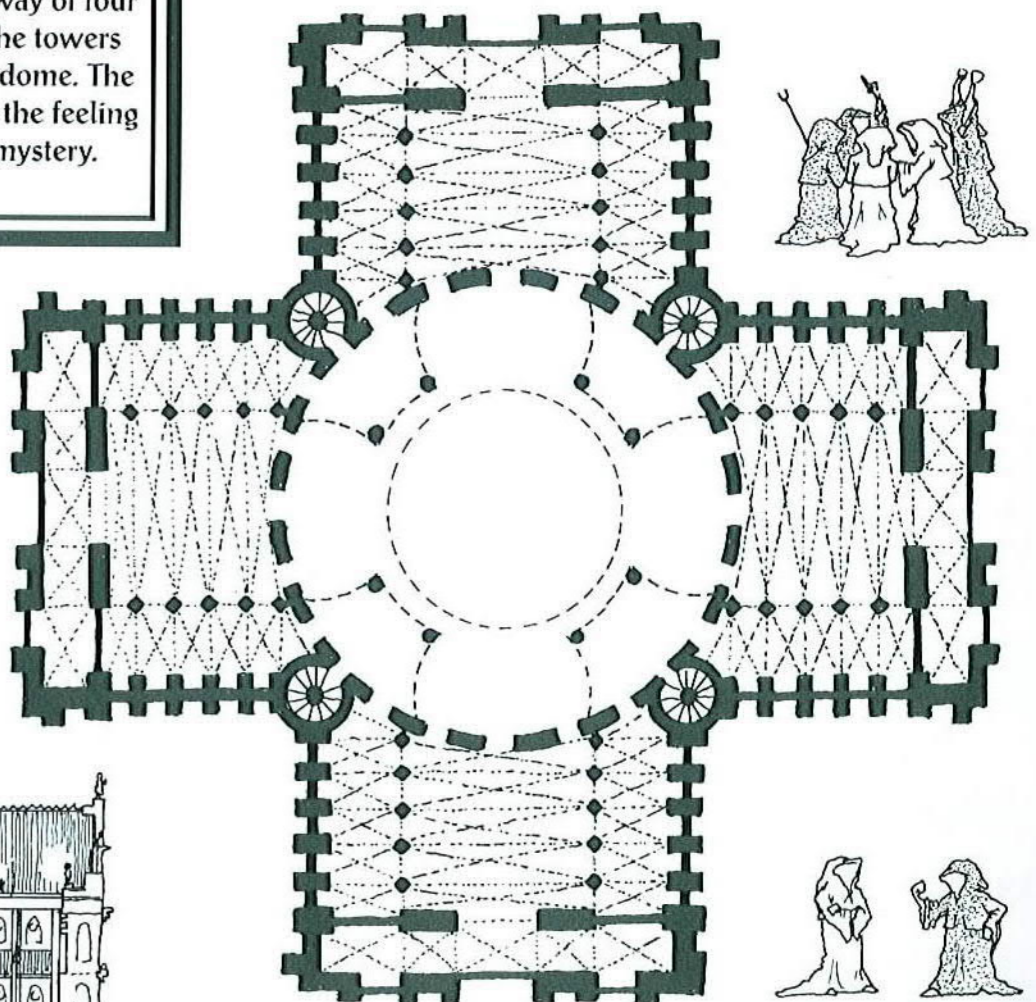 way of four
he towers
dome. The
the feeling
mystery.